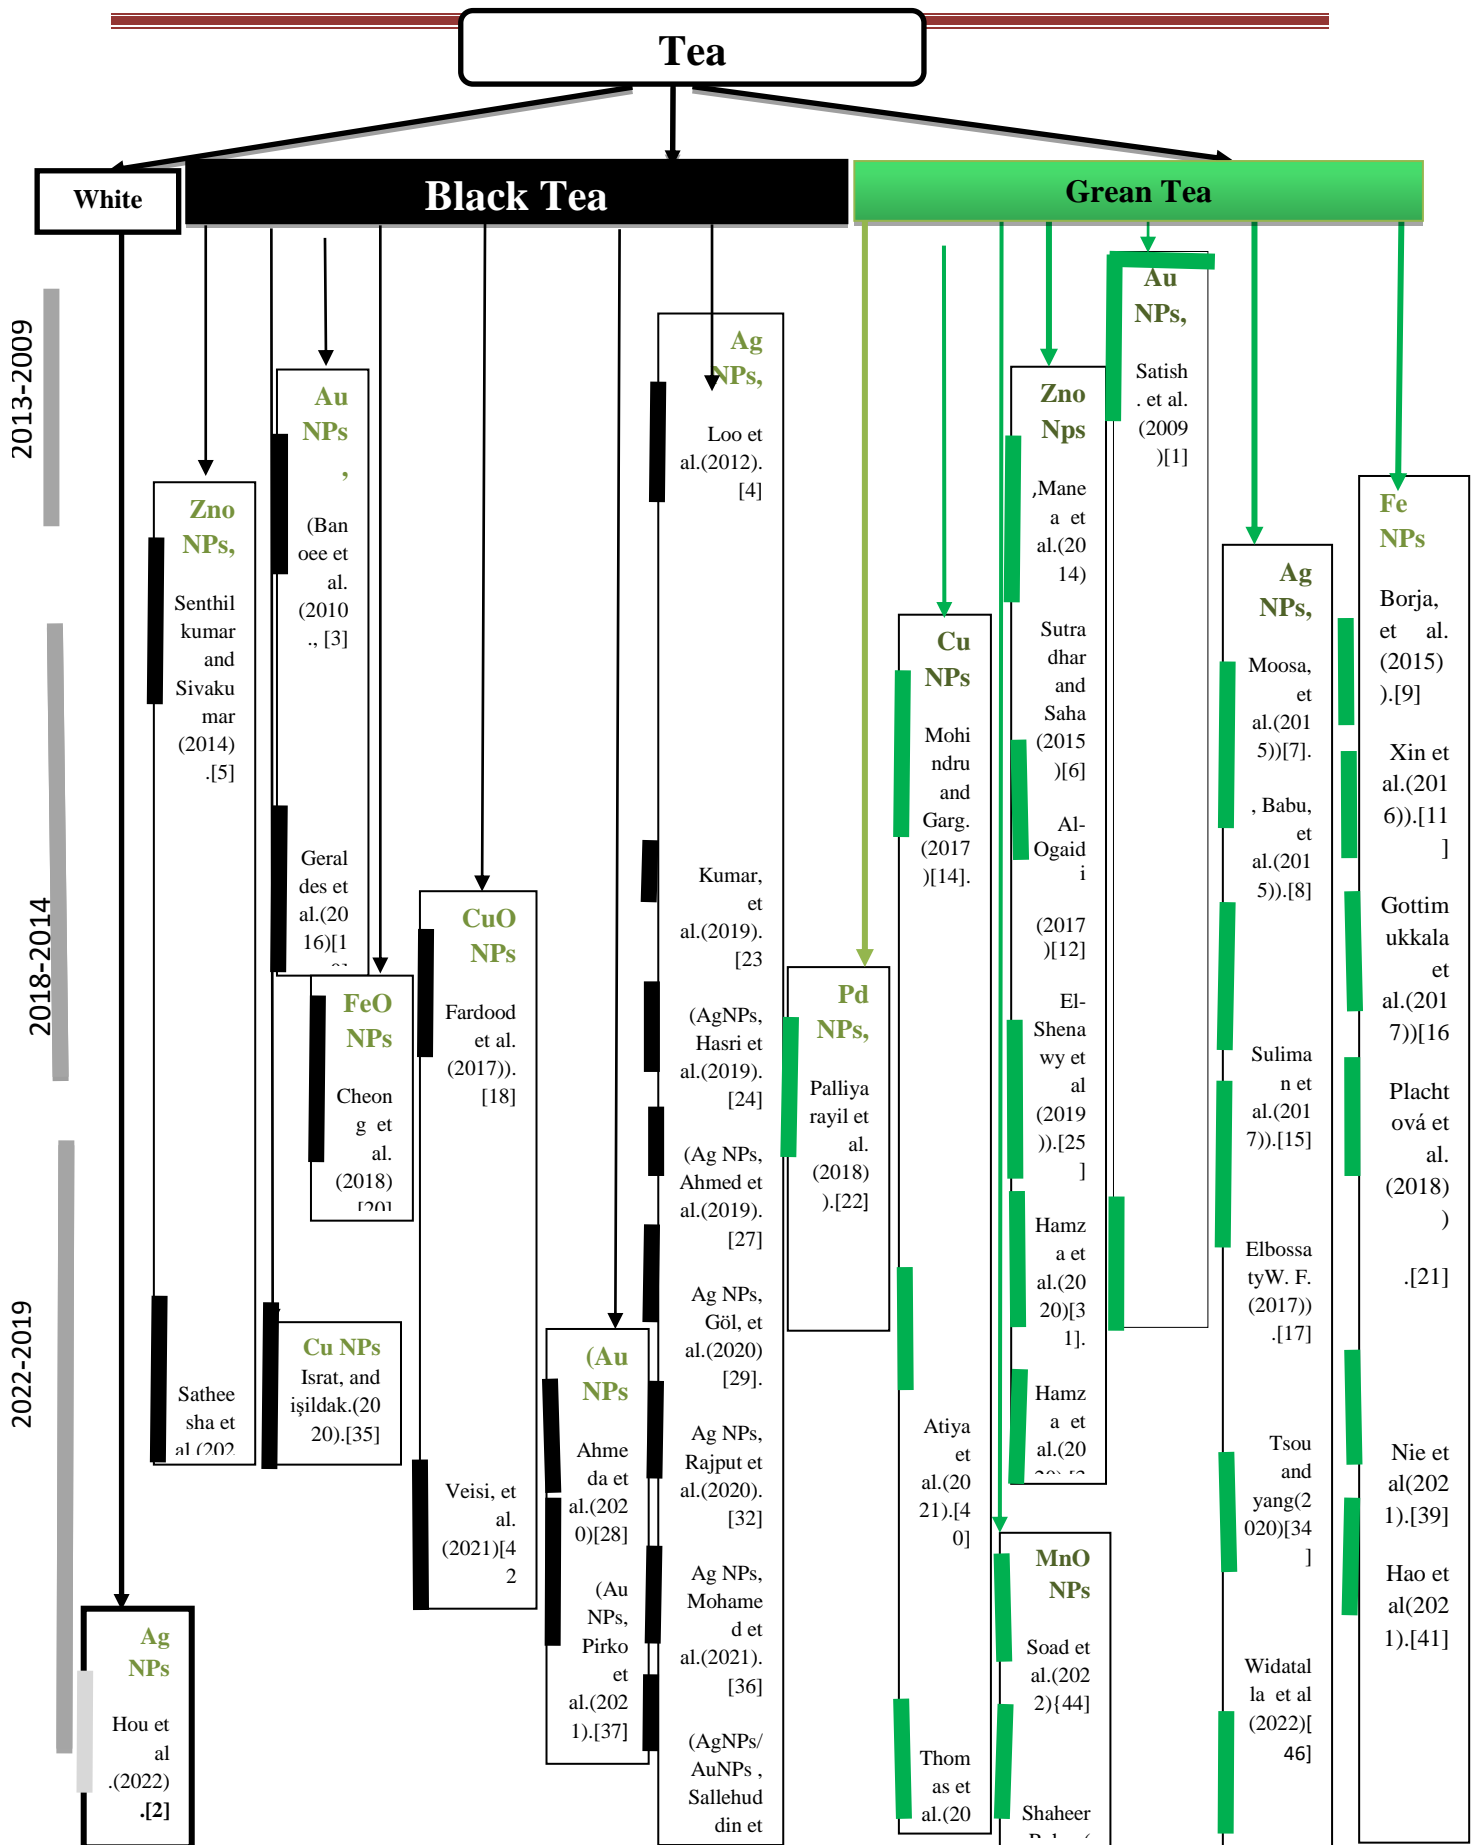 Tea
White
Black Tea
Grean Tea
2013-2009
2018-2014
2022-2019
Ag
NPs
Hou et
al
.(2022)
.[2]
Zno
NPs,
Senthil
kumar
and
Sivaku
mar
(2014)
.[5]
Sathee
sha et
al.(202
Au
NPs
,
(Ban
oee et
al.
(2010
., [3]
Geral
des et
al.(20
16)[1
Cu NPs
Israt, and
işildak.(20
20).[35]
FeO
NPs
Cheon
g et
al.
(2018)
[20]
CuO
NPs
Fardood
et al.
(2017)).
[18]
Veisi, et
al.
(2021)[4
2
(Au
NPs
Ahme
da et
al.(202
0)[28]
(Au
NPs,
Pirko
et
al.(202
1).[37]
Ag
NPs,
Loo et
al.(2012).
[4]
Kumar,
et
al.(2019).
[23
(AgNPs,
Hasri et
al.(2019).
[24]
(Ag NPs,
Ahmed et
al.(2019).
[27]
Ag NPs,
Göl, et
al.(2020)
[29].
Ag NPs,
Rajput et
al.(2020).
[32]
Ag NPs,
Mohame
d et
al.(2021).
[36]
(AgNPs/
AuNPs ,
Sallehud
din et
Pd
NPs,
Palliya
rayil et
al.
(2018)
).[22]
Cu
NPs
Mohi
ndru
and
Garg.
(2017
)[14].
Atiya
et
al.(20
21).[4
0]
Thom
as et
al.(20
Zno
Nps
,Mane
a et
al.(20
14)
Sutra
dhar
and
Saha
(2015
)[6]
Al-
Ogaid
i
(2017
)[12]
El-
Shena
wy et
al
(2019
)).[25
]
Hamz
a et
al.(20
20)[3
1].
Hamz
a et
al.(20
MnO
NPs
Soad et
al.(202
2){44]
Shaheer
Au
NPs,
Satish
. et al.
(2009
)[1]
Ag
NPs,
Moosa,
et
al.(201
5))[7].
, Babu,
et
al.(201
5)).[8]
Sulima
n et
al.(201
7)).[15]
Elbossa
tyW. F.
(2017))
.[17]
Tsou
and
yang(2
020)[34
]
Widatal
la et al
(2022)[
46]
Fe
NPs
Borja,
et al.
(2015)
).[9]
Xin et
al.(201
6)).[11
]
Gottim
ukkala
et
al.(201
7))[16
Placht
ová et
al.
(2018)
)
.[21]
Nie et
al(202
1).[39]
Hao et
al(202
1).[41]